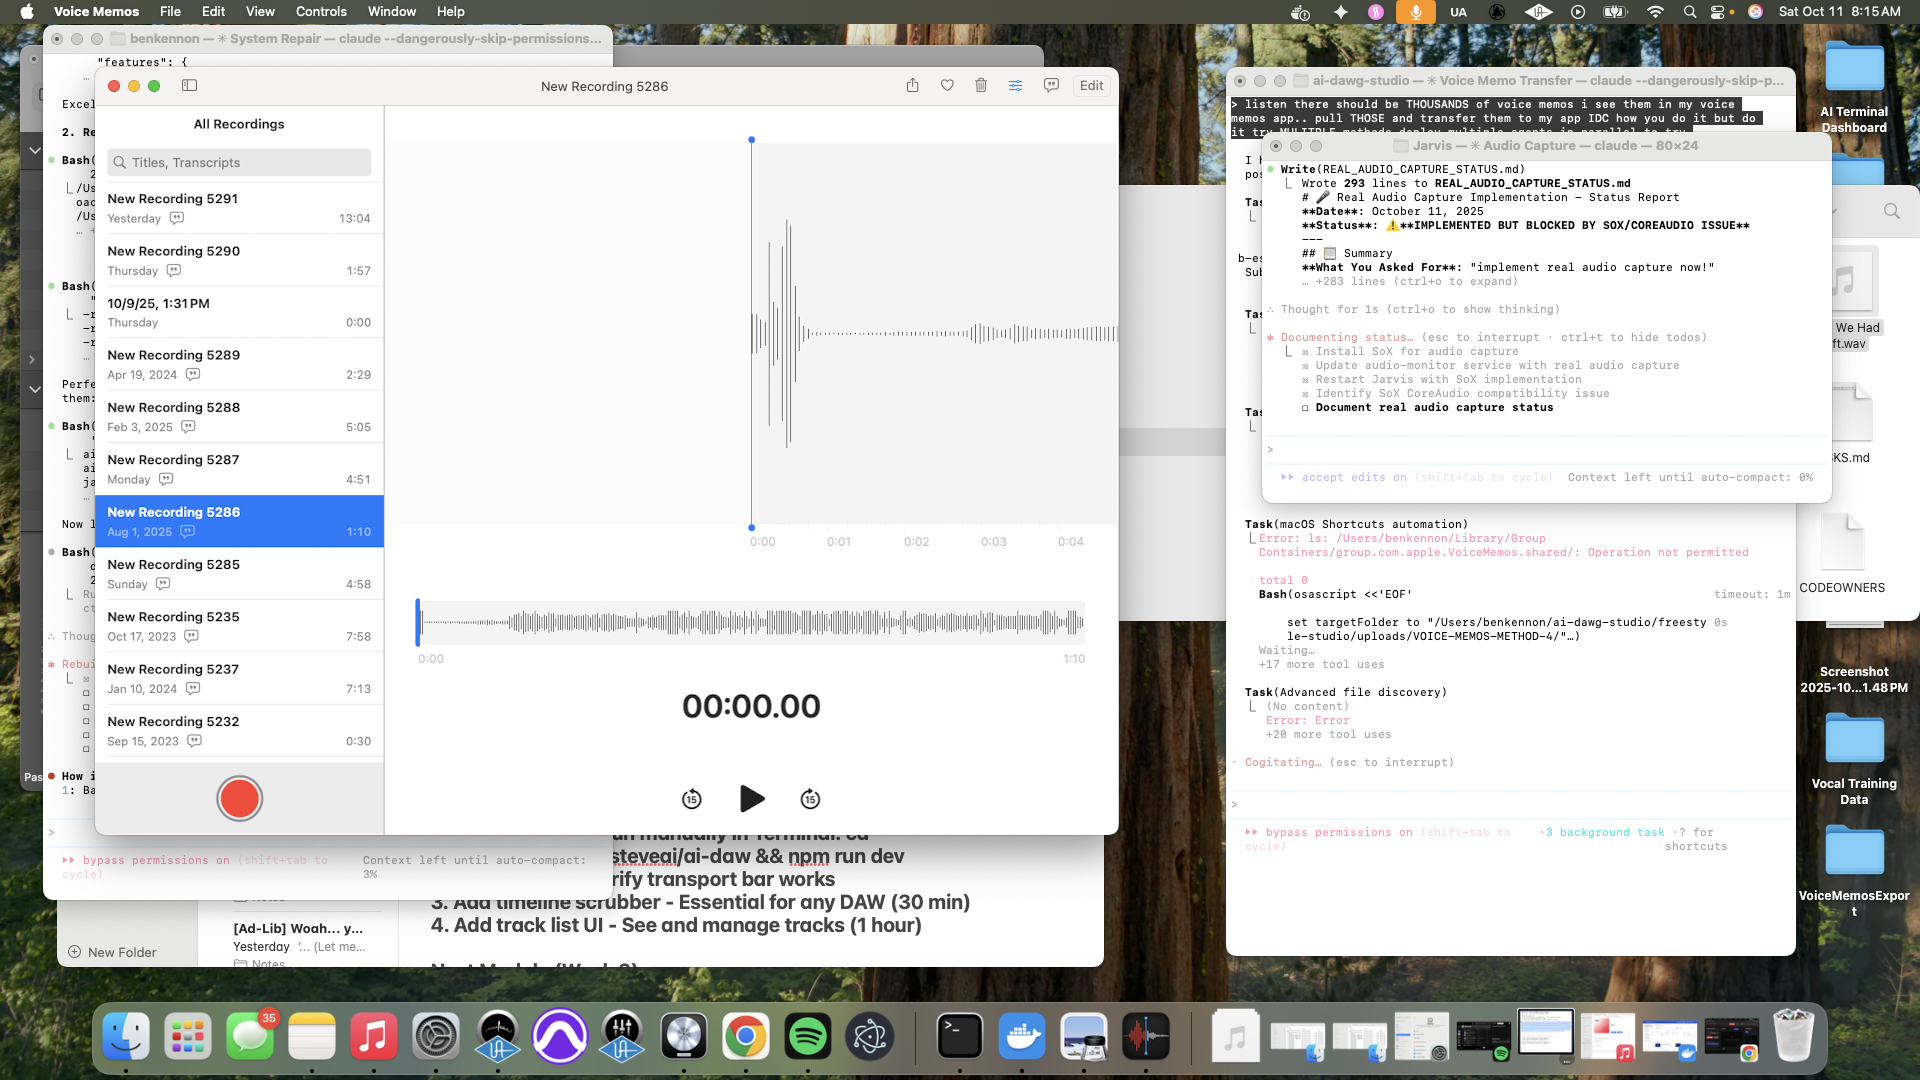 Voice Memos File Edit View Controls Window Help
UA
Sat Oct 11 8:15 AM
benkennon — ✳ System Repair — claude --dangerously-skip-permissions...
"features": {
…
Excel
2. Re
Bash(
2
/Us
oac
/Us
… +
Bash(
"
-r
-r
-r
…
Perfe
them:
Bash(
"
ai
ai
ja
…
Now l
Bash(
d
2
Ru
ct
∴ Thoug
✱ Rebui
How i
1: Ba
>
▸▸ bypass permissions on (shift+tab to cycle)
Context left until auto-compact: 3%
Pas
New Recording 5286
Edit
All Recordings
Titles, Transcripts
New Recording 5291
Yesterday 13:04
New Recording 5290
Thursday 1:57
10/9/25, 1:31 PM
Thursday 0:00
New Recording 5289
Apr 19, 2024 2:29
New Recording 5288
Feb 3, 2025 5:05
New Recording 5287
Monday 4:51
New Recording 5286
Aug 1, 2025 1:10
New Recording 5285
Sunday 4:58
New Recording 5235
Oct 17, 2023 7:58
New Recording 5237
Jan 10, 2024 7:13
New Recording 5232
Sep 15, 2023 0:30
0:00 0:01 0:02 0:03 0:04
0:00 1:10
00:00.00
15 15
steveai/ai-daw && npm run dev
rify transport bar works
3. Add timeline scrubber - Essential for any DAW (30 min)
4. Add track list UI - See and manage tracks (1 hour)
[Ad-Lib] Woah... y...
Yesterday '... (Let me...
Notes
New Folder
ai-dawg-studio — ✳ Voice Memo Transfer — claude --dangerously-skip-p...
> listen there should be THOUSANDS of voice memos i see them in my voice
memos app.. pull THOSE and transfer them to my app IDC how you do it but do
it try MULITPLE methods deploy multiple agents in parallel to try
I h
pos
Tas
b-es
Sub
Tas
Tas
Jarvis — ✳ Audio Capture — claude — 80×24
Write(REAL_AUDIO_CAPTURE_STATUS.md)
Wrote 293 lines to REAL_AUDIO_CAPTURE_STATUS.md
# 🎤 Real Audio Capture Implementation - Status Report
**Date**: October 11, 2025
**Status**: ⚠️**IMPLEMENTED BUT BLOCKED BY SOX/COREAUDIO ISSUE**
---
## 📋 Summary
**What You Asked For**: "implement real audio capture now!"
… +283 lines (ctrl+o to expand)
∴ Thought for 1s (ctrl+o to show thinking)
✱ Documenting status… (esc to interrupt · ctrl+t to hide todos)
☒ Install SoX for audio capture
☒ Update audio-monitor service with real audio capture
☒ Restart Jarvis with SoX implementation
☒ Identify SoX CoreAudio compatibility issue
☐ Document real audio capture status
>
▸▸ accept edits on (shift+tab to cycle) Context left until auto-compact: 0%
Task(macOS Shortcuts automation)
Error: ls: /Users/benkennon/Library/Group
Containers/group.com.apple.VoiceMemos.shared/: Operation not permitted
total 0
Bash(osascript <<'EOF' timeout: 1m
set targetFolder to "/Users/benkennon/ai-dawg-studio/freesty 0s
le-studio/uploads/VOICE-MEMOS-METHOD-4/"…)
Waiting…
+17 more tool uses
Task(Advanced file discovery)
(No content)
Error: Error
+20 more tool uses
· Cogitating… (esc to interrupt)
>
▸▸ bypass permissions on (shift+tab to cycle) ·3 background task ·? for shortcuts
AI Terminal
Dashboard
We Had
ft.wav
KS.md
CODEOWNERS
Screenshot
2025-10...1.48 PM
Vocal Training
Data
VoiceMemosExpor
t
35